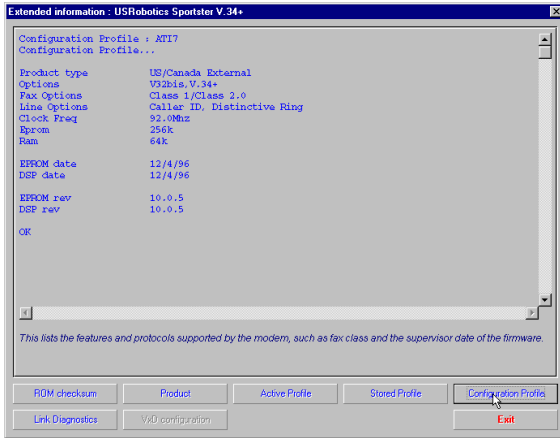 Extended information : USRobotics Sportster V.34+
Configuration Profile : ATI7
Configuration Profile...
Product type US/Canada External
Options V32bis,V.34+
Fax Options Class 1/Class 2.0
Line Options Caller ID, Distinctive Ring
Clock Freq 92.0Mhz
Eprom 256k
Ram 64k
EPROM date 12/4/96
DSP date 12/4/96
EPROM rev 10.0.5
DSP rev 10.0.5
OK
This lists the features and protocols supported by the modem, such as fax class and the supervisor date of the firmware.
ROM checksum Product Active Profile Stored Profile Configuration Profile
Link Diagnostics VxD configuration Exit